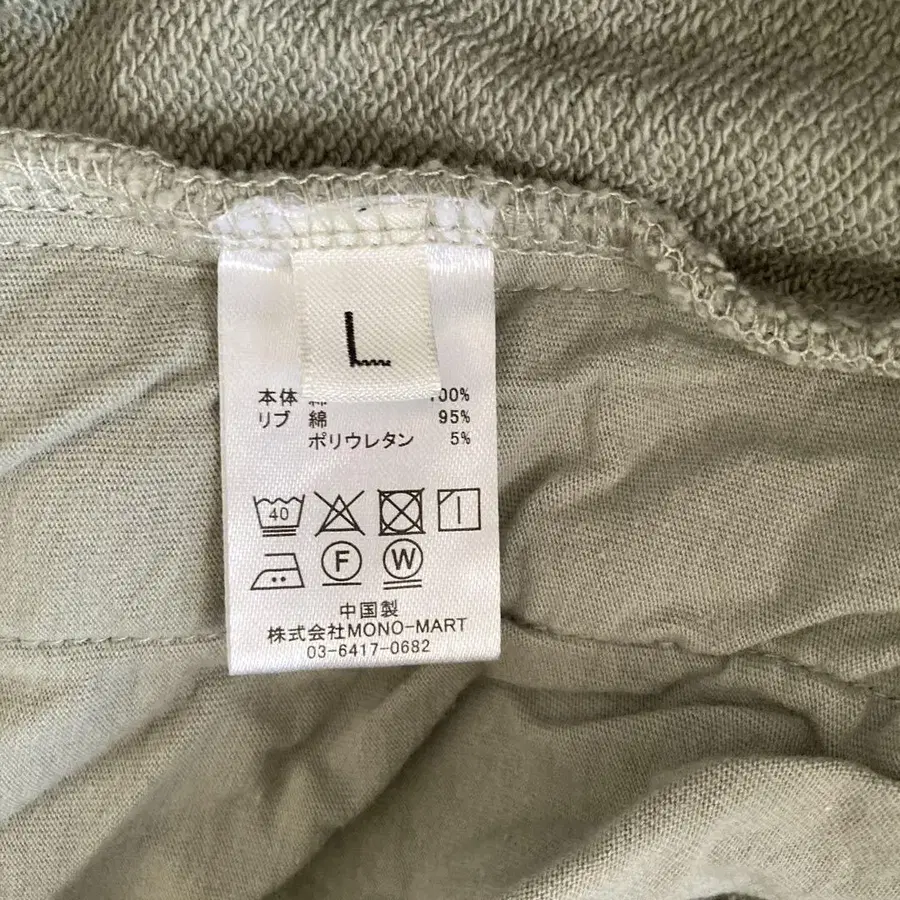 L
本体 100%
リブ 綿 95%
ポリウレタン 5%
40
F W
中国製
株式会社MONO-MART
03-6417-0682